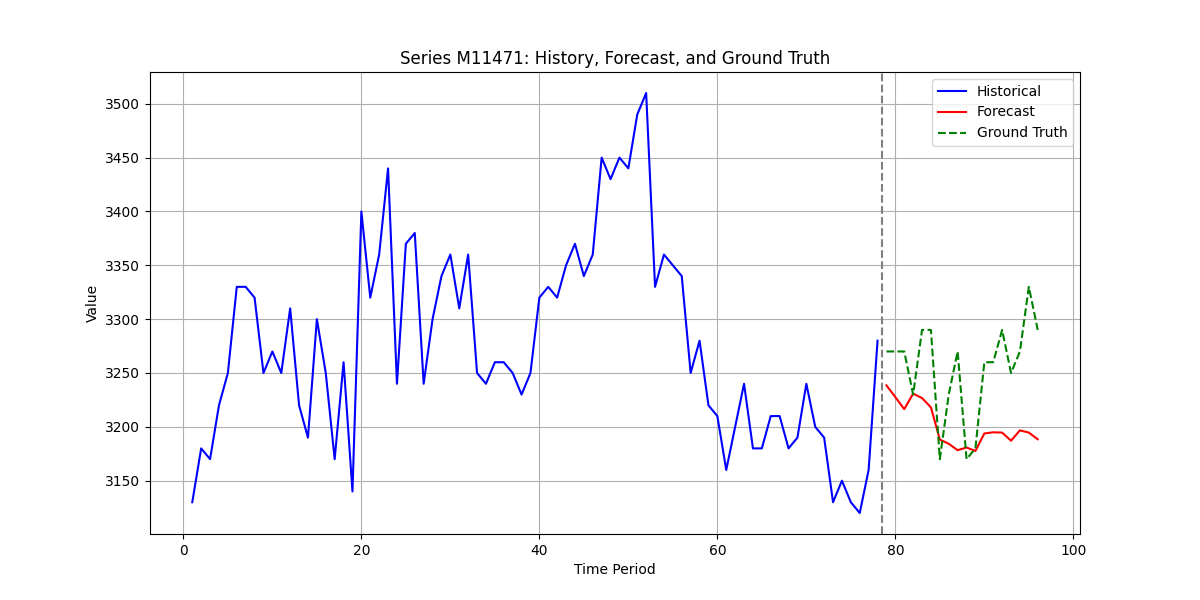 Series M11471: History, Forecast, and Ground Truth
Historical
Forecast
Ground Truth
3500
3450
3400
3350
3300
3250
3200
3150
Value
0 20 40 60 80 100
Time Period